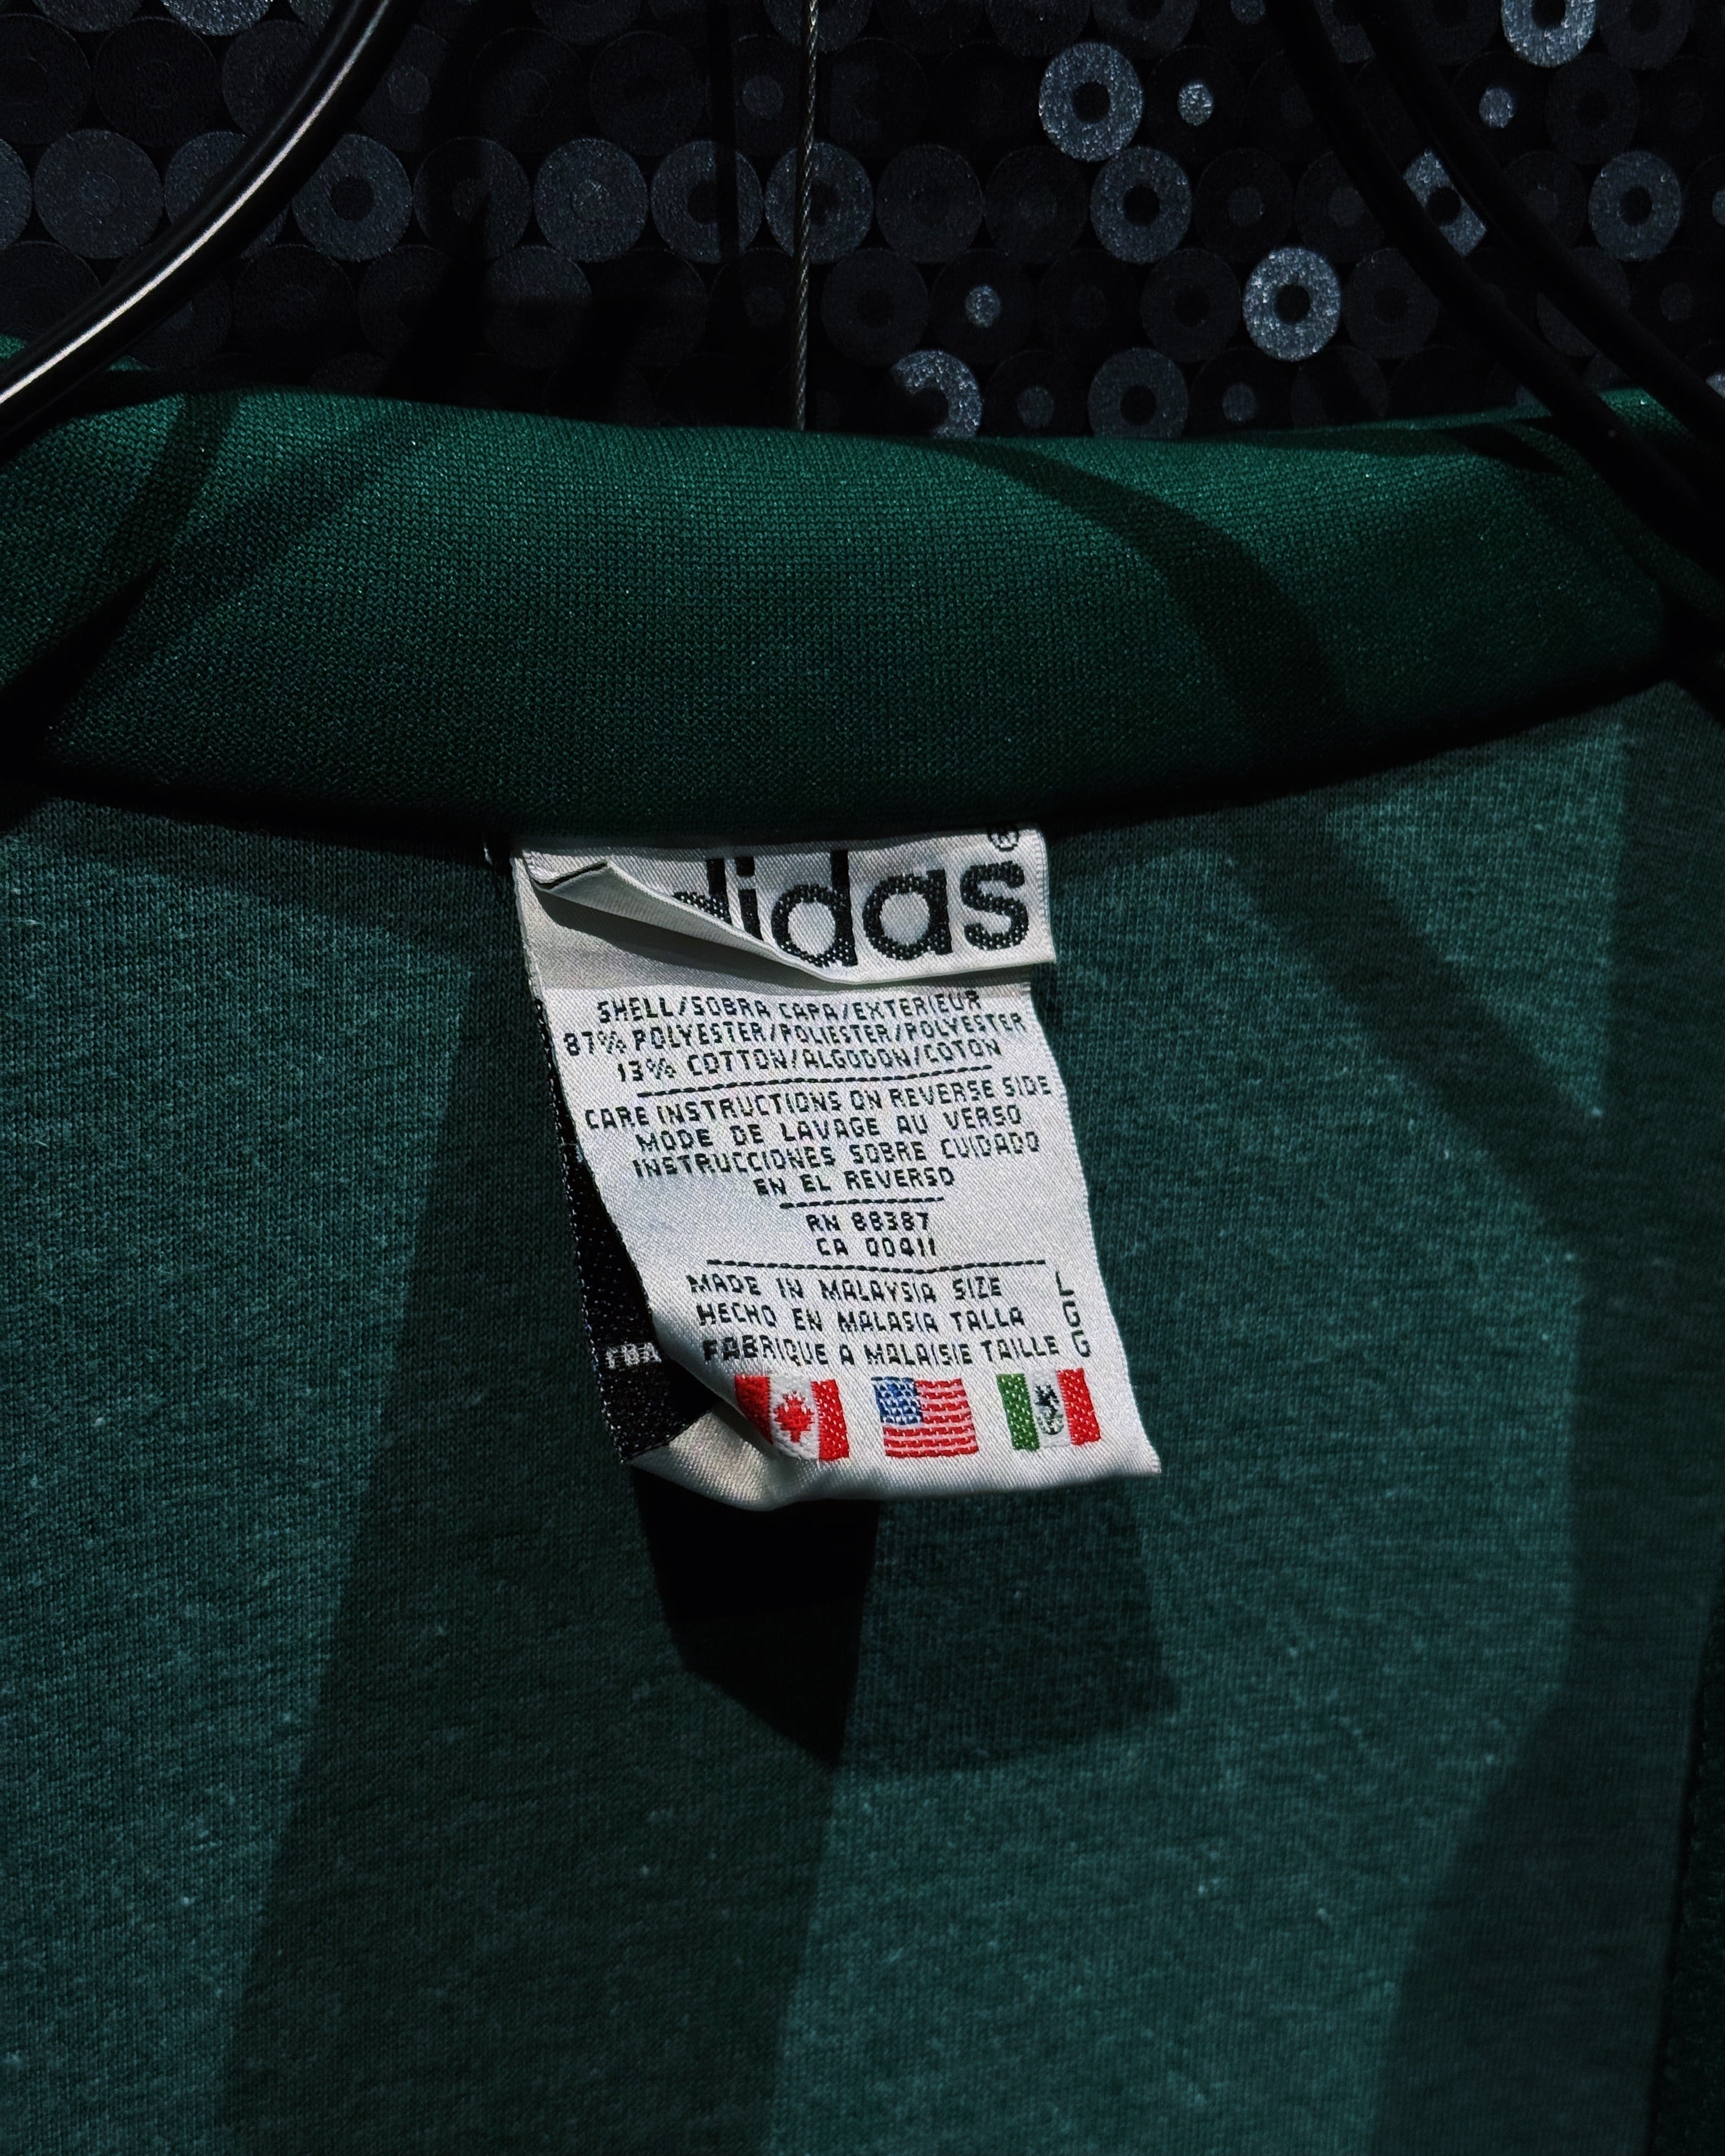 didas®
SHELL/SOBRA CAPA/EXTERIEUR
87% POLYESTER/POLIESTER/POLYESTER
13% COTTON/ALGODON/COTON
CARE INSTRUCTIONS ON REVERSE SIDE
MODE DE LAVAGE AU VERSO
INSTRUCCIONES SOBRE CUIDADO
EN EL REVERSO
RN 88387
CA 00411
MADE IN MALAYSIA SIZE L
HECHO EN MALASIA TALLA G
FABRIQUE A MALAISIE TAILLE G